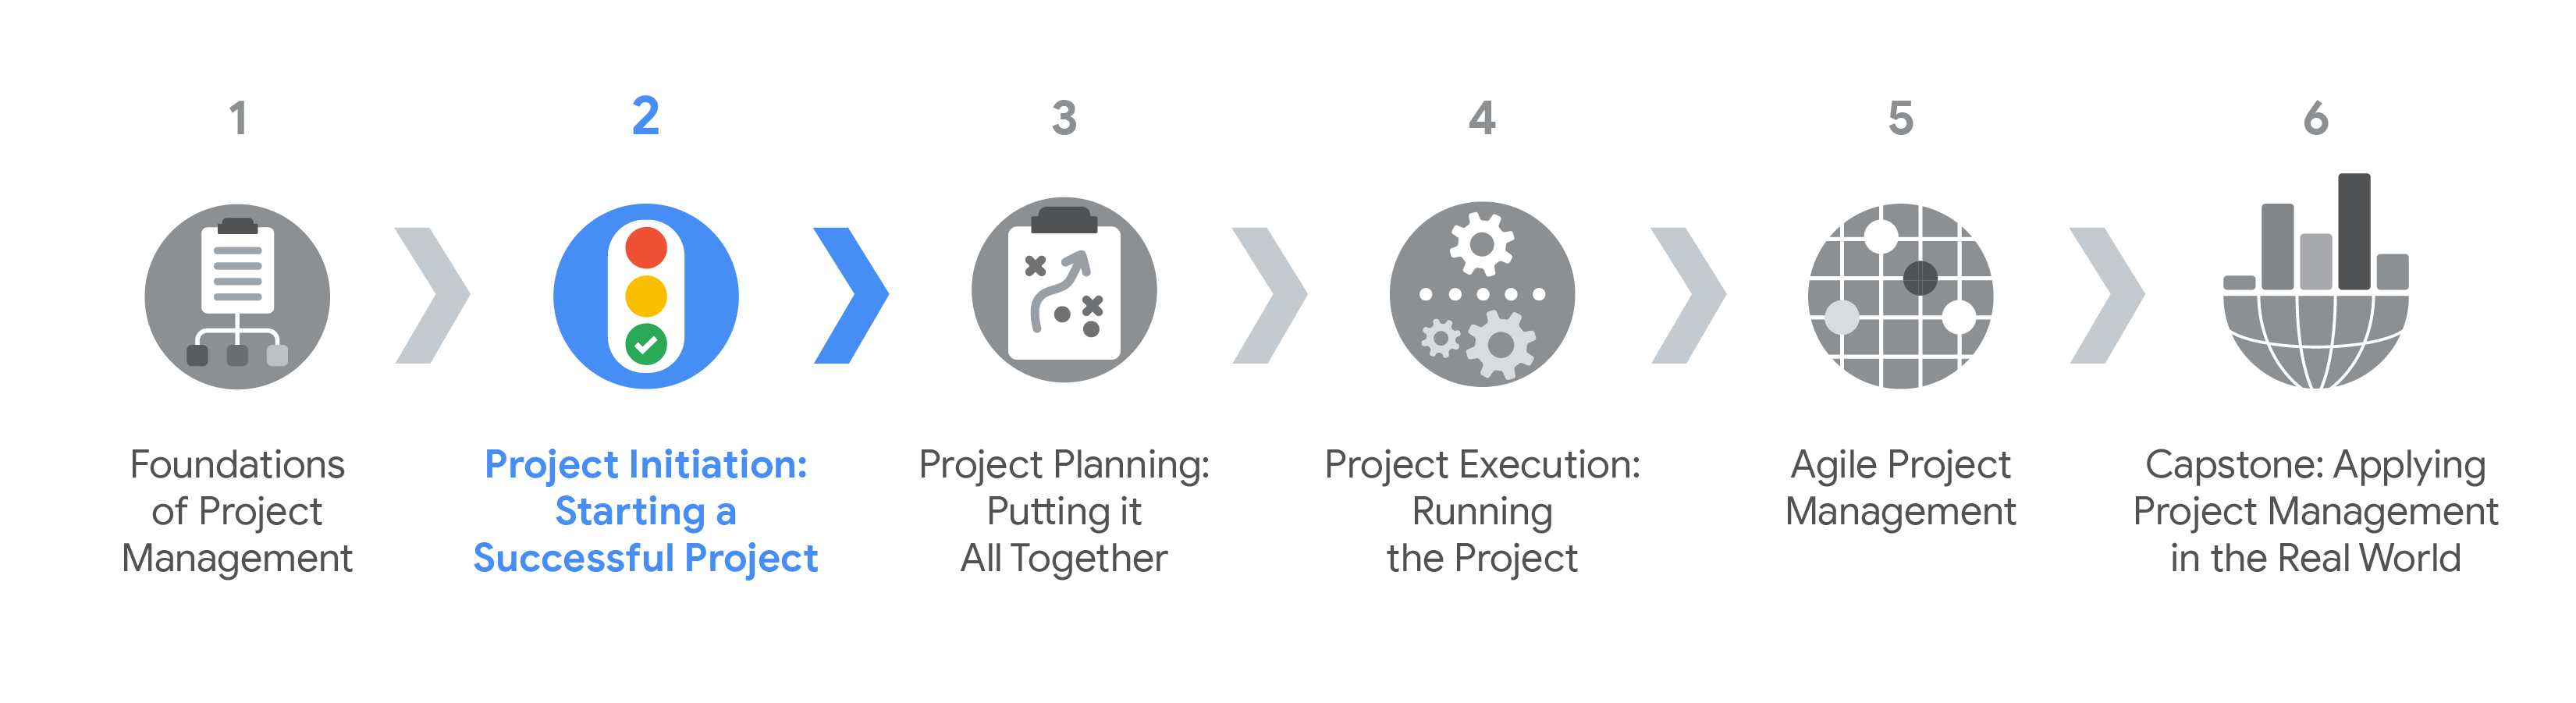 1
2
3
4
5
6
Foundations
of Project
Management
Project Initiation:
Starting a
Successful Project
Project Planning:
Putting it
All Together
Project Execution:
Running
the Project
Agile Project
Management
Capstone: Applying
Project Management
in the Real World